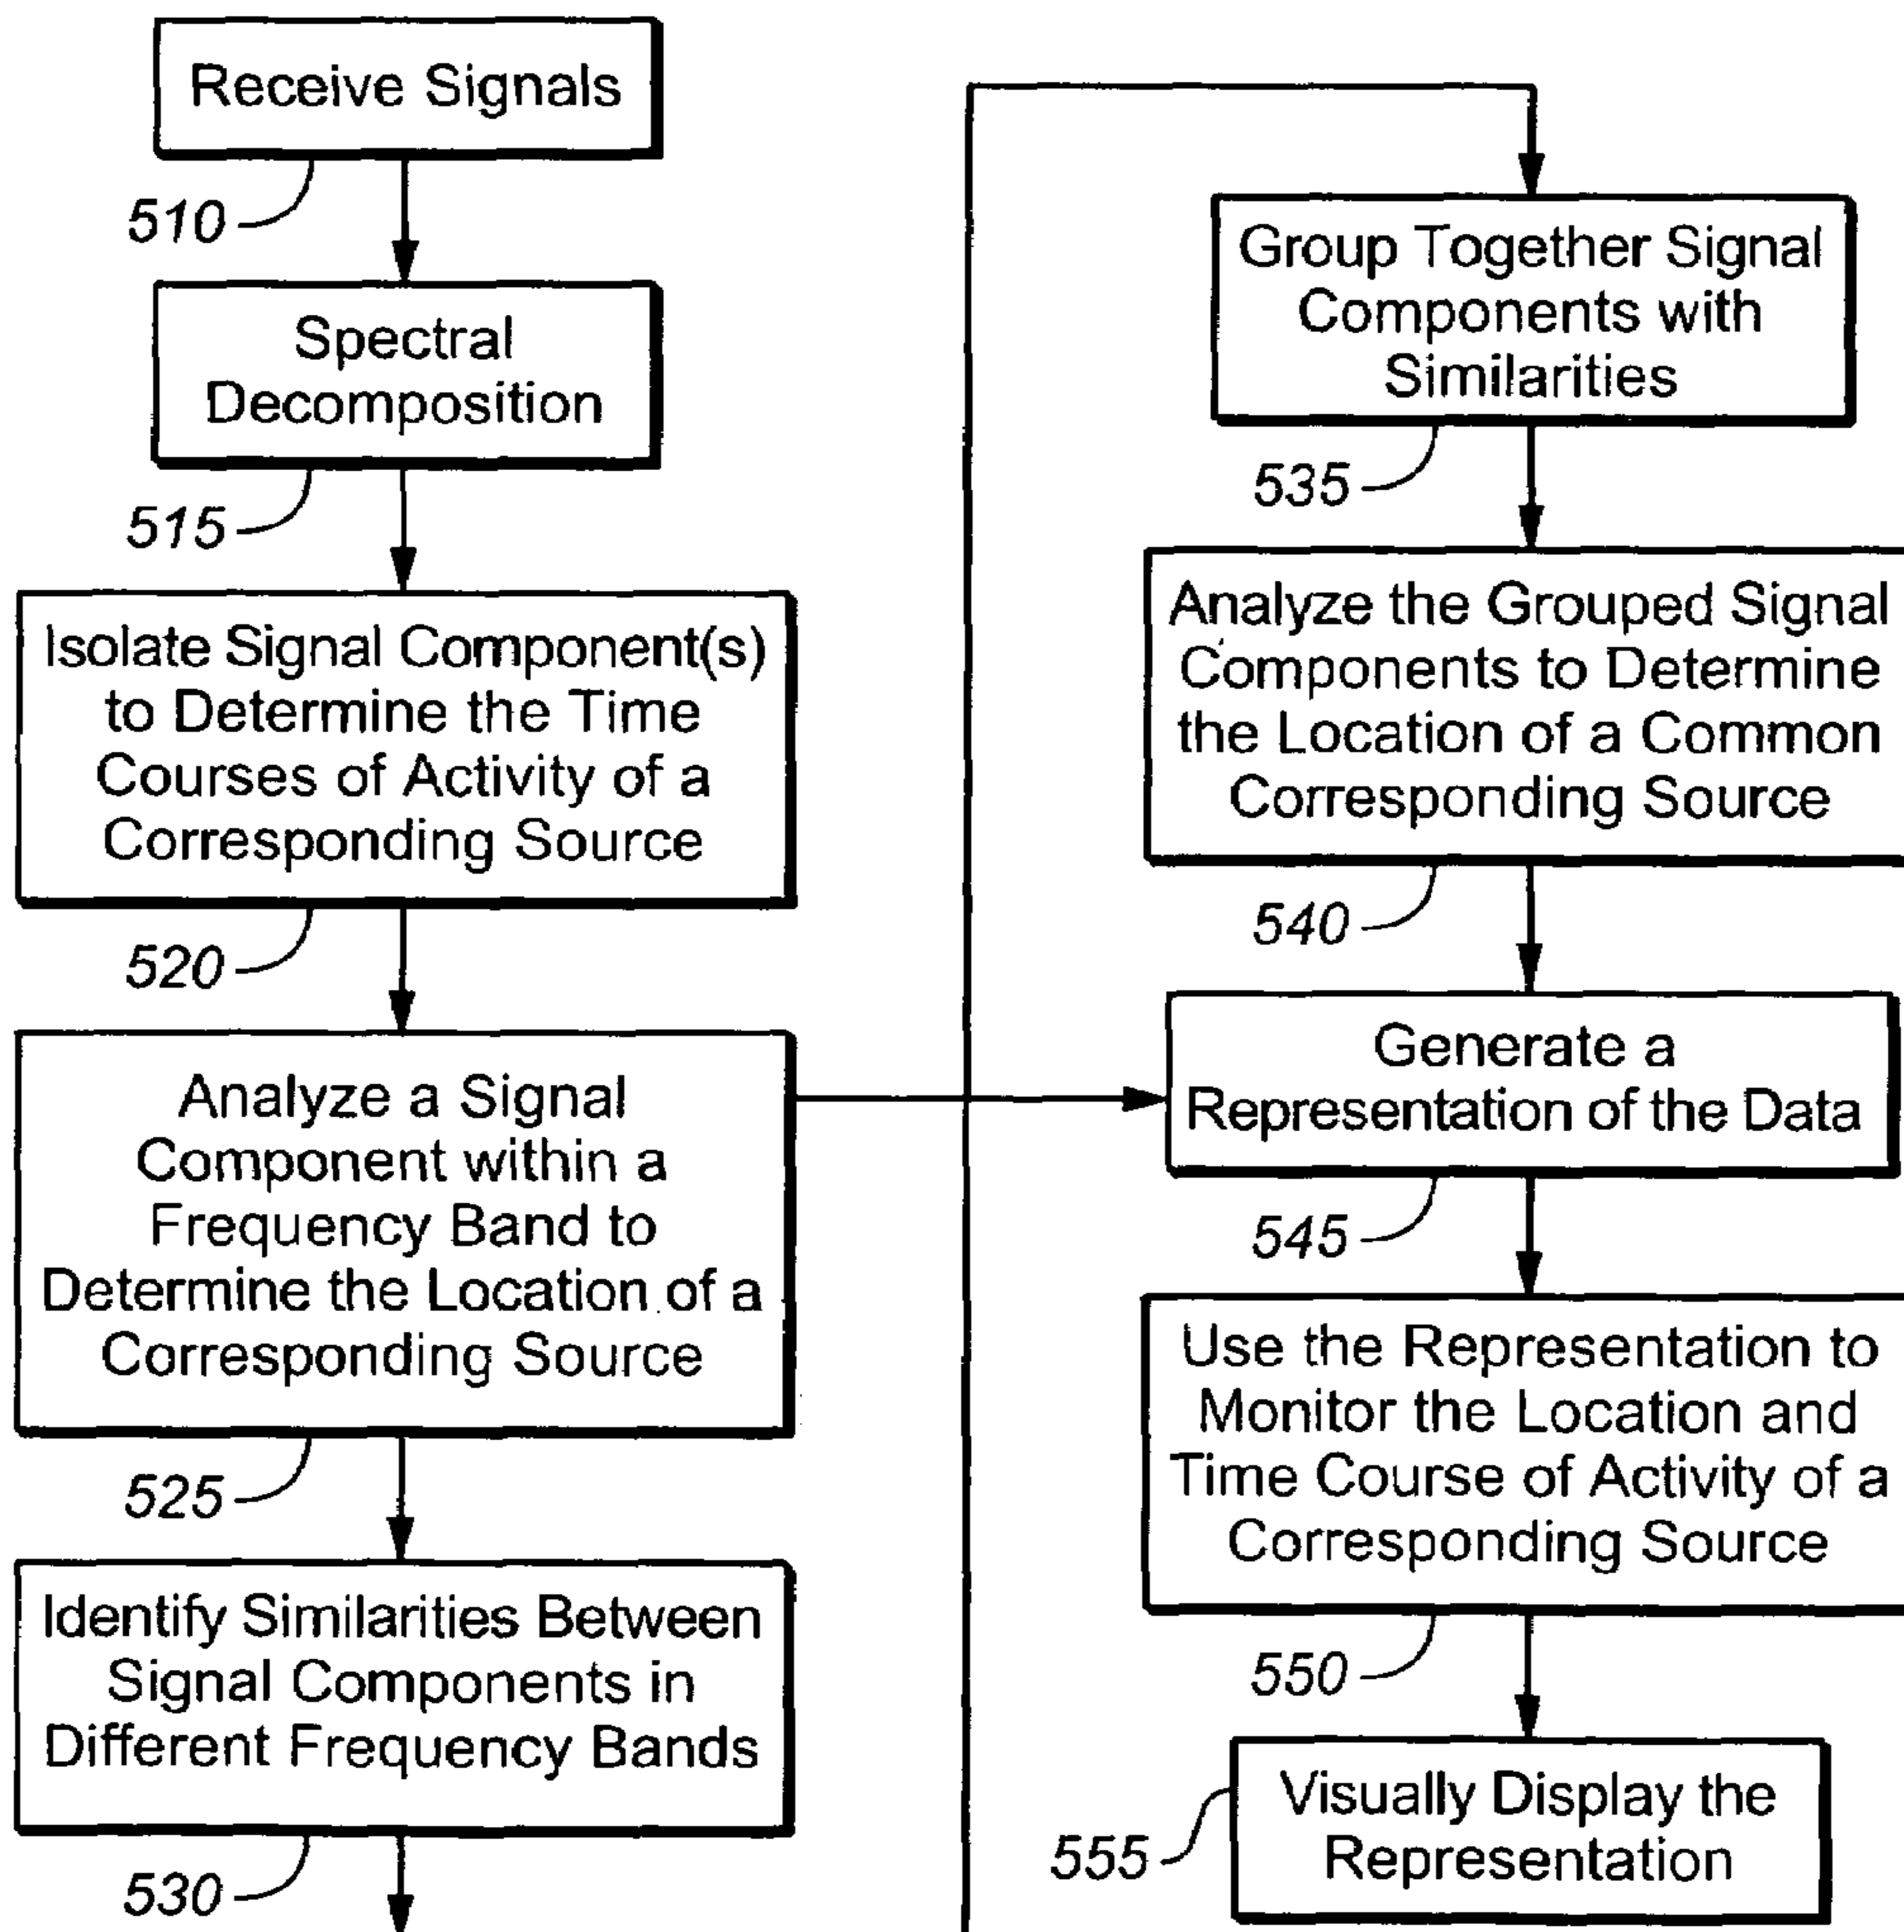 Receive Signals
510
Spectral
Decomposition
515
Isolate Signal Component(s)
to Determine the Time
Courses of Activity of a
Corresponding Source
520
Analyze a Signal
Component within a
Frequency Band to
Determine the Location of a
Corresponding Source
525
Identify Similarities Between
Signal Components in
Different Frequency Bands
530
Group Together Signal
Components with
Similarities
535
Analyze the Grouped Signal
Components to Determine
the Location of a Common
Corresponding Source
540
Generate a
Representation of the Data
545
Use the Representation to
Monitor the Location and
Time Course of Activity of a
Corresponding Source
550
Visually Display the
Representation
555